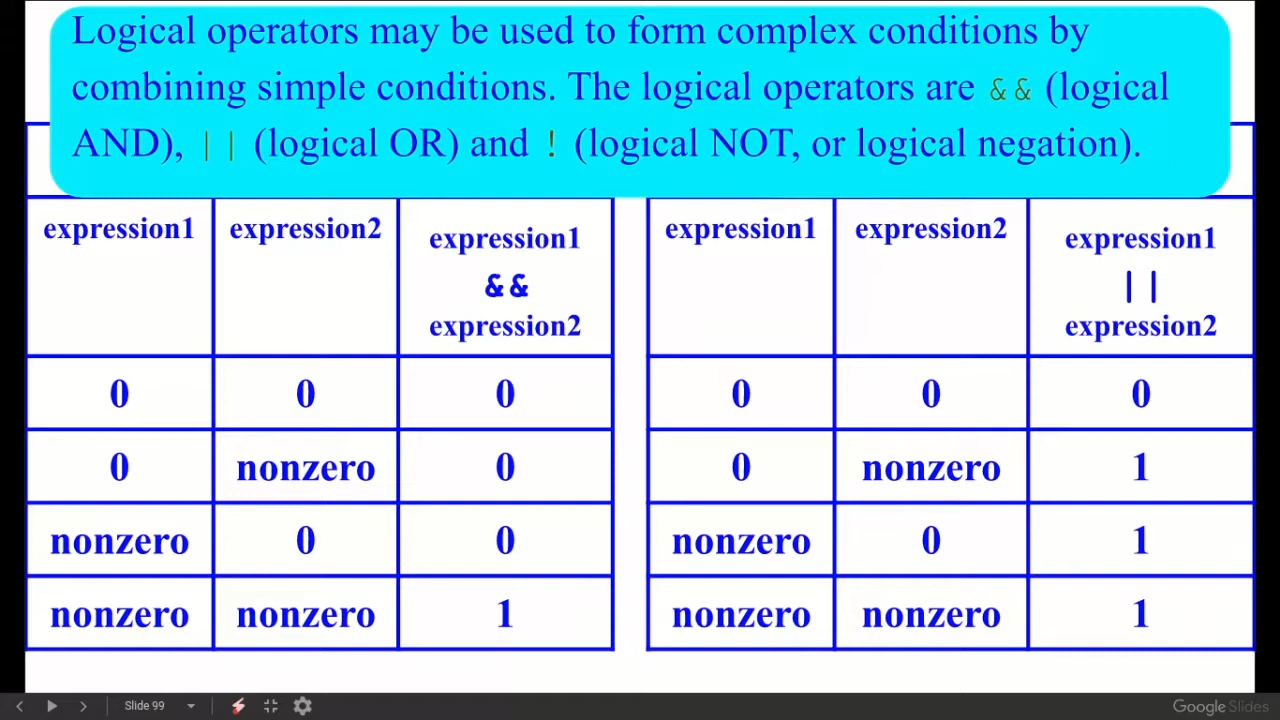 Logical operators may be used to form complex conditions by
combining simple conditions. The logical operators are && (logical
AND), || (logical OR) and ! (logical NOT, or logical negation).
expression1 expression2 expression1 && expression2
0 0 0
0 nonzero 0
nonzero 0 0
nonzero nonzero 1
expression1 expression2 expression1 || expression2
0 0 0
0 nonzero 1
nonzero 0 1
nonzero nonzero 1
Slide 99
Google Slides